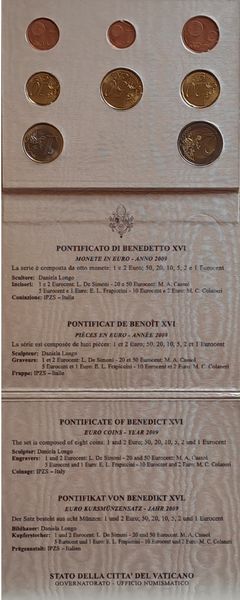 PONTIFICATO DI BENEDETTO XVI
MONETE IN EURO - ANNO 2009
La serie è composta da otto monete: 1 e 2 Euro; 50, 20, 10, 5, 2 e 1 Eurocent
Scultore: Daniela Longo
Incisori: 1 e 2 Eurocent: L. De Simoni - 20 e 50 Eurocent: M. A. Cassol
5 Eurocent e 1 Euro: E. L. Frapiccini - 10 Eurocent e 2 Euro: M. C. Colaneri
Coniazione: IPZS – Italia
PONTIFICAT DE BENOÎT XVI
PIÈCES EN EURO - ANNÉE 2009
La série est composée de huit pièces: 1 et 2 Euro; 50, 20, 10, 5, 2 et 1 Eurocent
Sculpteur: Daniela Longo
Graveurs: 1 et 2 Eurocent: L. De Simoni - 20 et 50 Eurocent: M. A. Cassol
5 Eurocent et 1 Euro: E. L. Frapiccini - 10 Eurocent et 2 Euro: M. C. Colaneri
Frappe: IPZS – Italie
PONTIFICATE OF BENEDICT XVI
EURO COINS - YEAR 2009
The set is composed of eight coins: 1 and 2 Euro; 50, 20, 10, 5, 2 and 1 Eurocent
Sculptor: Daniela Longo
Engravers: 1 and 2 Eurocent: L. De Simoni - 20 and 50 Eurocent: M. A. Cassol
5 Eurocent and 1 Euro: E. L. Frapiccini - 10 Eurocent and 2 Euro: M. C. Colaneri
Coinage: IPZS - Italy
PONTIFIKAT VON BENEDIKT XVI
EURO KURSMÜNZENSATZ - JAHR 2009
Der Satz besteht aus acht Münzen: 1 und 2 Euro; 50, 20, 10, 5, 2 und 1 Eurocent
Bildhauer: Daniela Longo
Kupferstecher: 1 und 2 Eurocent: L. De Simoni - 20 und 50 Eurocent: M. A. Cassol
5 Eurocent und 1 Euro: E. L. Frapiccini - 10 Eurocent und 2 Euro: M. C. Colaneri
Prägeanstalt: IPZS - Italien
STATO DELLA CITTA' DEL VATICANO
GOVERNATORATO - UFFICIO NUMISMATICO